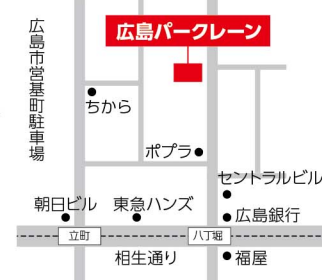 広島パークレーン
広島市営基町駐車場
ちから
ポプラ
セントラルビル
朝日ビル
東急ハンズ
広島銀行
立町
八丁堀
相生通り
福屋